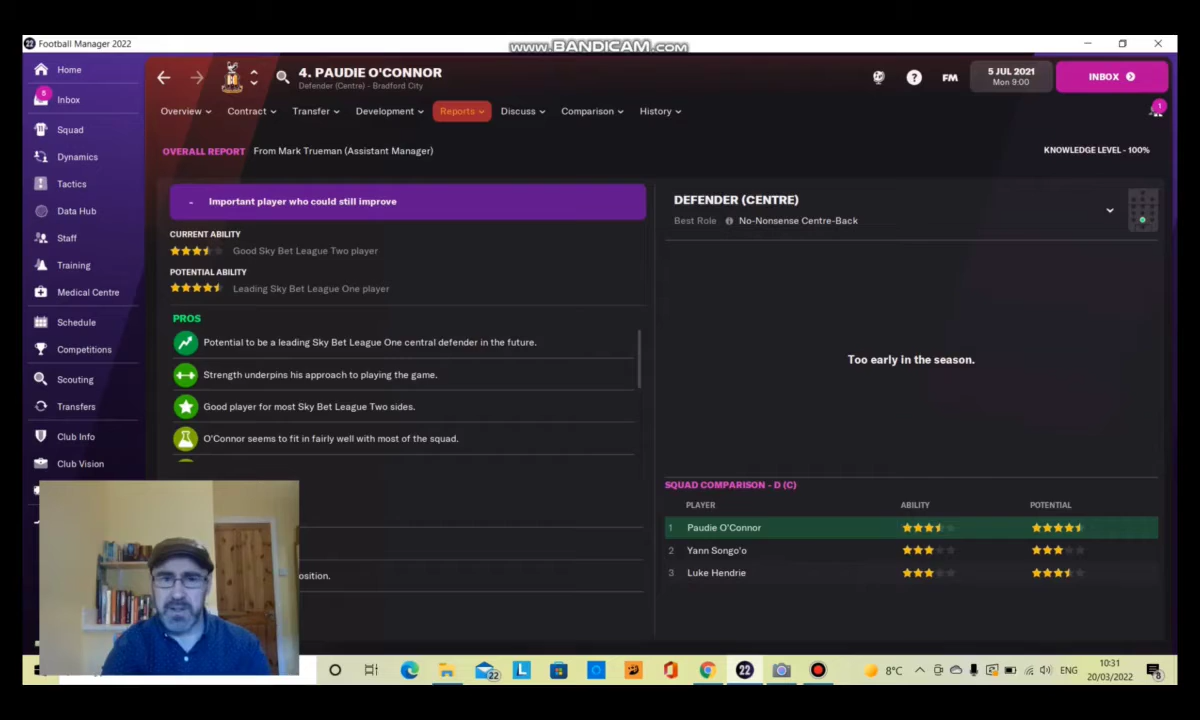 www.BANDICAM.com
22 Football Manager 2022
Home
5
Inbox
Squad
Dynamics
Tactics
Data Hub
Staff
Training
Medical Centre
Schedule
Competitions
Scouting
Transfers
Club Info
Club Vision
4. PAUDIE O'CONNOR
Defender (Centre) - Bradford City
? FM
5 JUL 2021
Mon 9:00
INBOX
Overview Contract Transfer Development Reports Discuss Comparison History
1
OVERALL REPORT From Mark Trueman (Assistant Manager)
KNOWLEDGE LEVEL - 100%
- Important player who could still improve
CURRENT ABILITY
Good Sky Bet League Two player
POTENTIAL ABILITY
Leading Sky Bet League One player
PROS
Potential to be a leading Sky Bet League One central defender in the future.
Strength underpins his approach to playing the game.
Good player for most Sky Bet League Two sides.
O'Connor seems to fit in fairly well with most of the squad.
osition.
DEFENDER (CENTRE)
Best Role No-Nonsense Centre-Back
Too early in the season.
SQUAD COMPARISON - D (C)
PLAYER ABILITY POTENTIAL
1 Paudie O'Connor
2 Yann Songo'o
3 Luke Hendrie
22 L 22 8°C ENG
10:31
20/03/2022
8